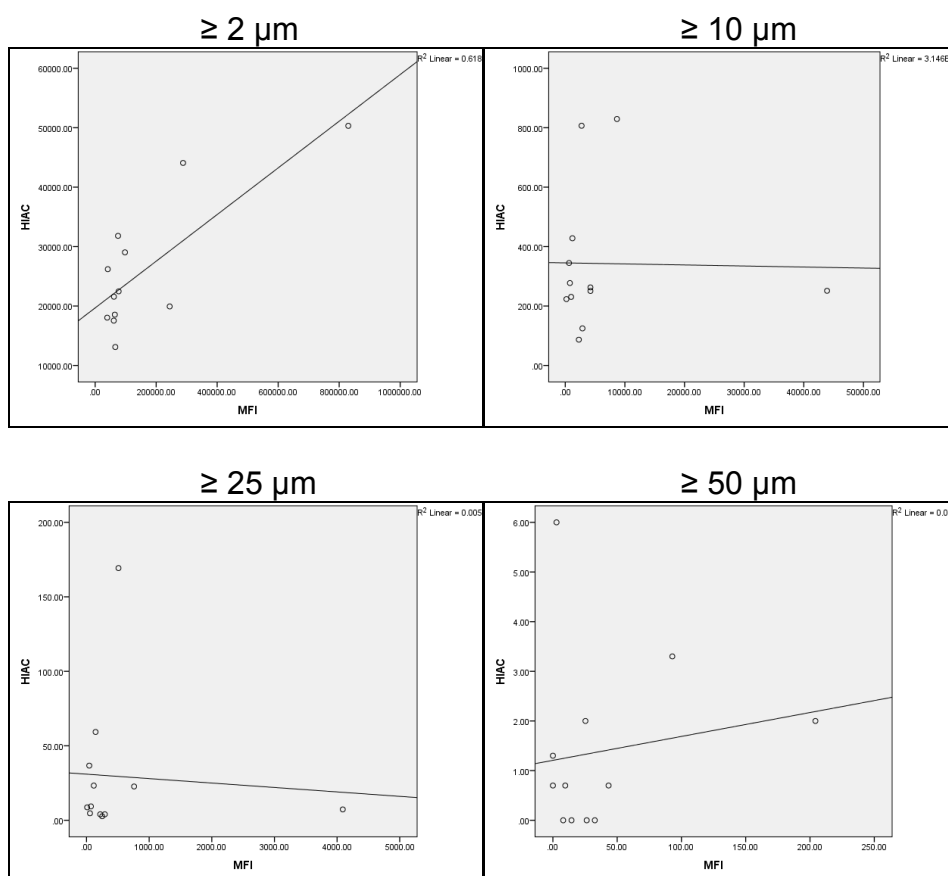 ≥ 2 µm
R² Linear = 0.618
60000.00
50000.00
40000.00
30000.00
20000.00
10000.00
HIAC
.00 200000.00 400000.00 600000.00 800000.00 1000000.00
MFI
≥ 10 µm
R² Linear = 3.146E
1000.00
800.00
600.00
400.00
200.00
.00
HIAC
.00 10000.00 20000.00 30000.00 40000.00 50000.00
MFI
≥ 25 µm
R² Linear = 0.005
200.00
150.00
100.00
50.00
.00
HIAC
.00 1000.00 2000.00 3000.00 4000.00 5000.00
MFI
≥ 50 µm
R² Linear = 0.0
6.00
5.00
4.00
3.00
2.00
1.00
.00
HIAC
.00 50.00 100.00 150.00 200.00 250.00
MFI